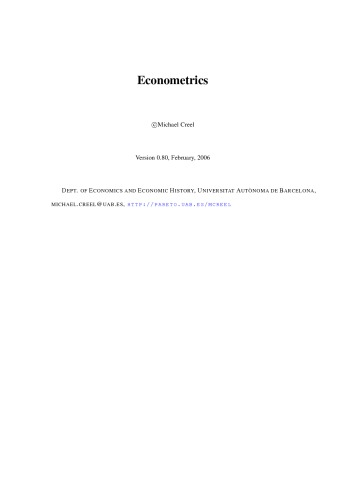 Econometrics
©Michael Creel
Version 0.80, February, 2006
DEPT. OF ECONOMICS AND ECONOMIC HISTORY, UNIVERSITAT AUTÒNOMA DE BARCELONA,
MICHAEL.CREEL@UAB.ES, HTTP://PARETO.UAB.ES/MCREEL